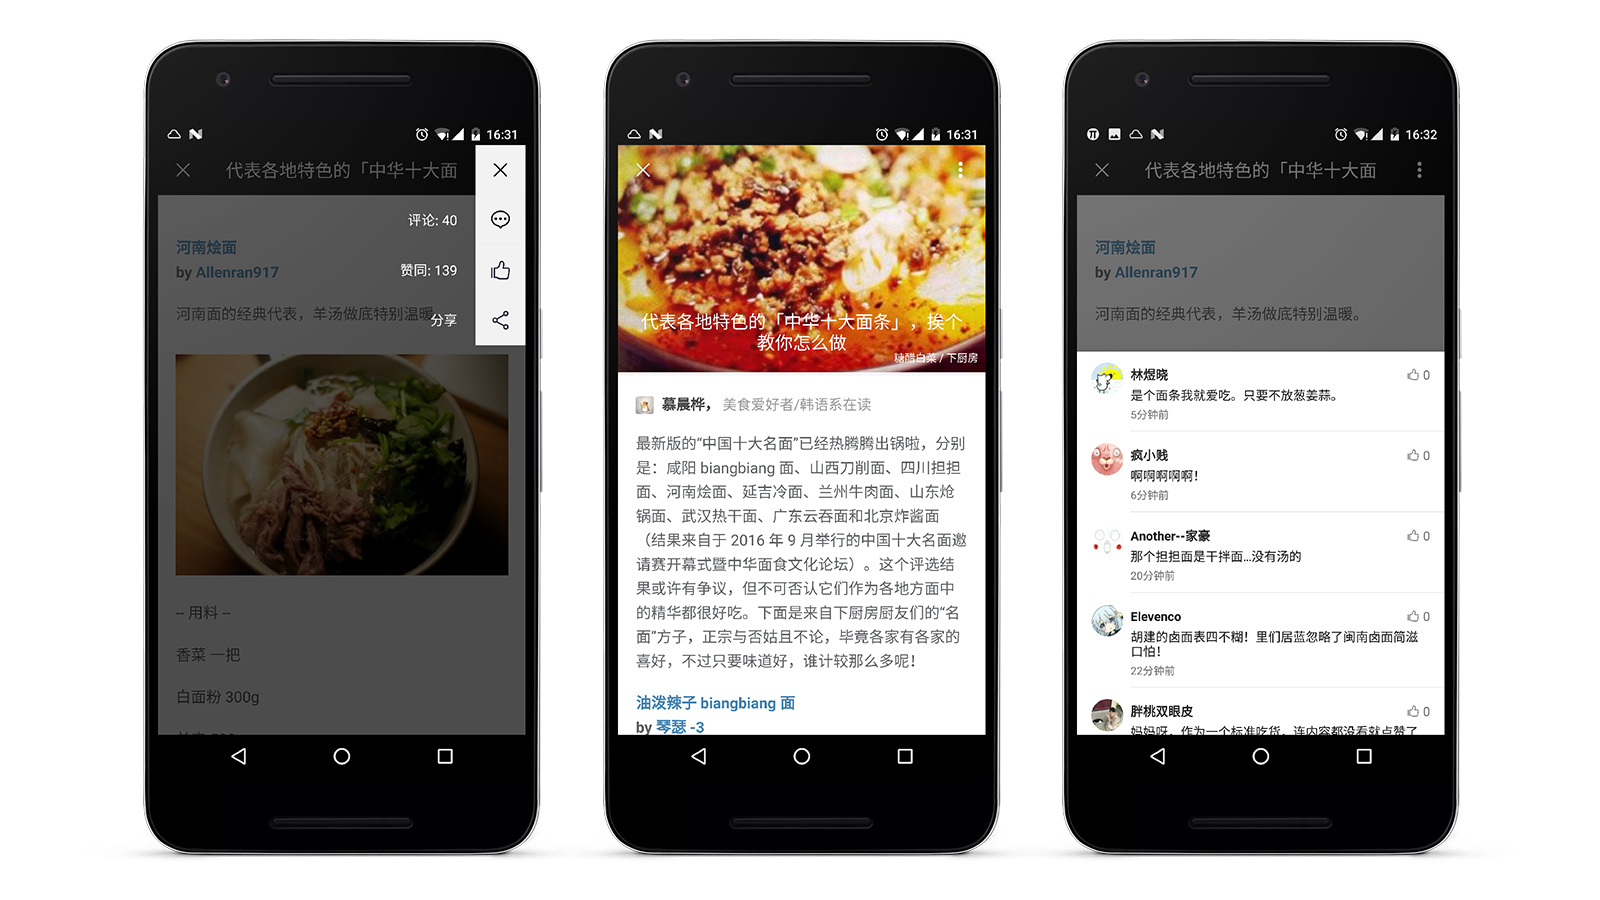 16:31
代表各地特色的「中华十大面
评论: 40
河南烩面
by Allenran917
赞同: 139
河南面的经典代表，羊汤做底特别温暖
分享
-- 用料 --
香菜 一把
白面粉 300g
16:31
代表各地特色的「中华十大面条」，挨个
教你怎么做
糖醋白菜 / 下厨房
慕晨桦， 美食爱好者/韩语系在读
最新版的“中国十大名面”已经热腾腾出锅啦，分别
是：咸阳 biangbiang 面、山西刀削面、四川担担
面、河南烩面、延吉冷面、兰州牛肉面、山东炝
锅面、武汉热干面、广东云吞面和北京炸酱面
（结果来自于 2016 年 9 月举行的中国十大名面邀
请赛开幕式暨中华面食文化论坛）。这个评选结
果或许有争议，但不可否认它们作为各地方面中
的精华都很好吃。下面是来自下厨房厨友们的“名
面”方子，正宗与否姑且不论，毕竟各家有各家的
喜好，不过只要味道好，谁计较那么多呢！
油泼辣子 biangbiang 面
by 琴瑟 -3
16:32
代表各地特色的「中华十大面
河南烩面
by Allenran917
河南面的经典代表，羊汤做底特别温暖。
林煜晓 0
是个面条我就爱吃。只要不放葱姜蒜。
5分钟前
疯小贱 0
啊啊啊啊啊！
6分钟前
Another--家豪 0
那个担担面是干拌面...没有汤的
20分钟前
Elevenco 0
胡建的卤面表四不糊！里们居蓝忽略了闽南卤面简滋
口怕！
22分钟前
胖桃双眼皮 0
妈妈呀，作为一个标准吃货，连内容都没看就点赞了